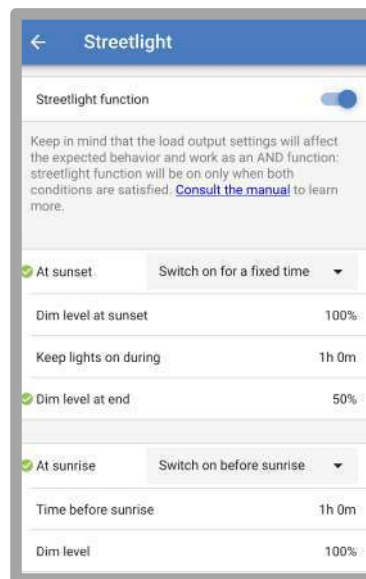 Streetlight
Streetlight function
Keep in mind that the load output settings will affect
the expected behavior and work as an AND function:
streetlight function will be on only when both
conditions are satisfied. Consult the manual to learn
more.
At sunset Switch on for a fixed time
Dim level at sunset 100%
Keep lights on during 1h 0m
Dim level at end 50%
At sunrise Switch on before sunrise
Time before sunrise 1h 0m
Dim level 100%